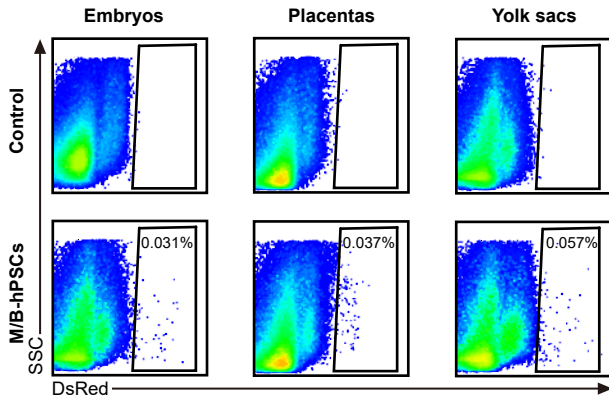 Embryos Placentas Yolk sacs
Control
M/B-hPSCs
0.031% 0.037% 0.057%
SSC
DsRed